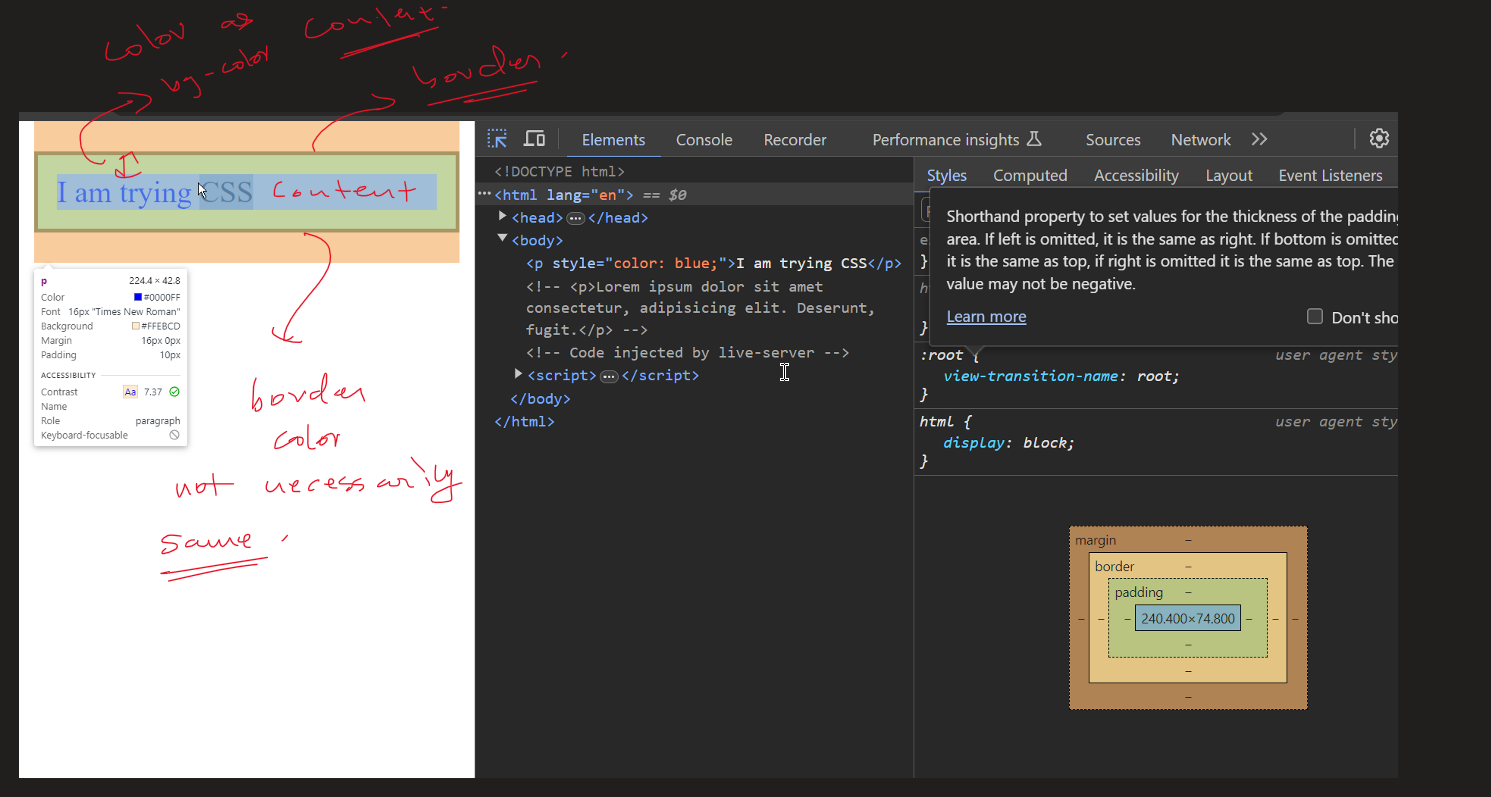 color as content.
bg-color
border.
I am trying CSS content
p 224.4 × 42.8
Color #0000FF
Font 16px "Times New Roman"
Background #FFEBCD
Margin 16px 0px
Padding 10px
ACCESSIBILITY
Contrast Aa 7.37
Name
Role paragraph
Keyboard-focusable
border
color
not necessarily
same.
Elements Console Recorder Performance insights Sources Network >>
<!DOCTYPE html>
···<html lang="en"> == $0
<head>…</head>
<body>
<p style="color: blue;">I am trying CSS</p>
<!-- <p>Lorem ipsum dolor sit amet
consectetur, adipisicing elit. Deserunt,
fugit.</p> -->
<!-- Code injected by live-server -->
<script>…</script>
</body>
</html>
Styles Computed Accessibility Layout Event Listeners
Shorthand property to set values for the thickness of the padding
area. If left is omitted, it is the same as right. If bottom is omitted
it is the same as top, if right is omitted it is the same as top. The
value may not be negative.
Learn more Don't sho
}
}
:root { user agent sty
view-transition-name: root;
}
html { user agent sty
display: block;
}
margin –
border –
padding –
– – – 240.400×74.800 – – –
–
–
–